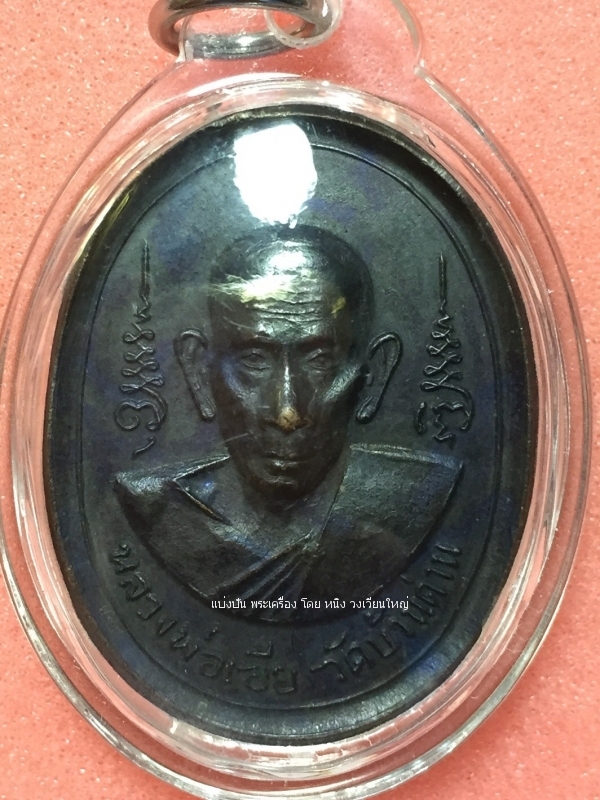 แบ่งปัน พระเครื่อง โดย หนิง วงเวียนใหญ่
หลวงพ่อเอีย วัดบ้านด่าน